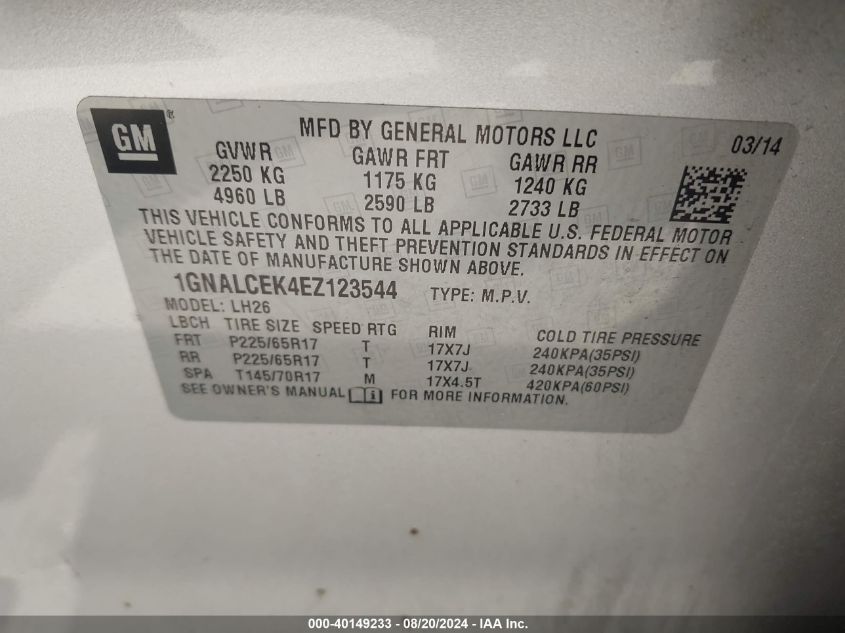 GM®
MFD BY GENERAL MOTORS LLC
03/14
GVWR GAWR FRT GAWR RR
2250 KG 1175 KG 1240 KG
4960 LB 2590 LB 2733 LB
THIS VEHICLE CONFORMS TO ALL APPLICABLE U.S. FEDERAL MOTOR
VEHICLE SAFETY AND THEFT PREVENTION STANDARDS IN EFFECT ON
THE DATE OF MANUFACTURE SHOWN ABOVE.
1GNALCEK4EZ123544 TYPE: M.P.V.
MODEL: LH26
LBCH TIRE SIZE SPEED RTG RIM COLD TIRE PRESSURE
FRT P225/65R17 T 17X7J 240KPA(35PSI)
RR P225/65R17 T 17X7J 240KPA(35PSI)
SPA T145/70R17 M 17X4.5T 420KPA(60PSI)
SEE OWNER'S MANUAL FOR MORE INFORMATION.
000-40149233 - 08/20/2024 - IAA Inc.